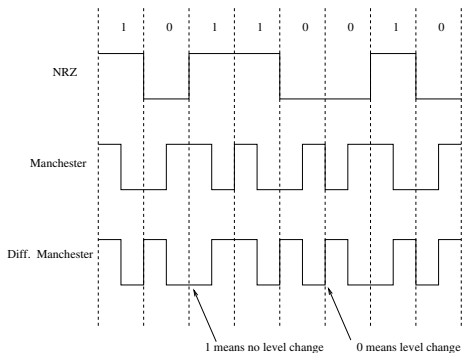 1 0 1 1 0 0 1 0
NRZ
Manchester
Diff. Manchester
1 means no level change 0 means level change